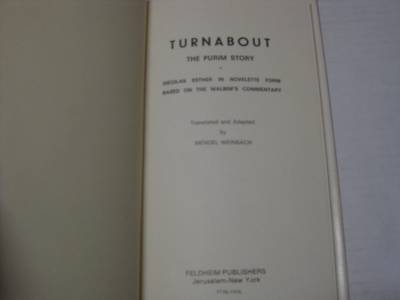 TURNABOUT
THE PURIM STORY
MEGILAS ESTHER IN NOVELETTE FORM
BASED ON THE MALBIM'S COMMENTARY
Translated and Adapted
by
MENDEL WEINBACH
FELDHEIM PUBLISHERS
Jerusalem-New York